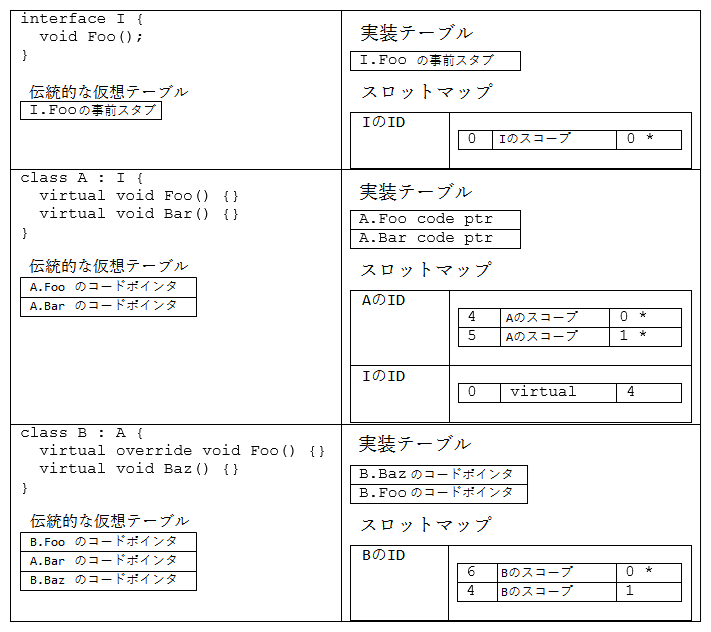 interface I {
void Foo();
}
伝統的な仮想テーブル
I.Fooの事前スタブ
実装テーブル
I.Foo の事前スタブ
スロットマップ
IのID
0 Iのスコープ 0 *
class A : I {
virtual void Foo() {}
virtual void Bar() {}
}
伝統的な仮想テーブル
A.Foo のコードポインタ
A.Bar のコードポインタ
実装テーブル
A.Foo code ptr
A.Bar code ptr
スロットマップ
AのID
4 Aのスコープ 0 *
5 Aのスコープ 1 *
IのID
0 virtual 4
class B : A {
virtual override void Foo() {}
virtual void Baz() {}
}
伝統的な仮想テーブル
B.Foo のコードポインタ
A.Bar のコードポインタ
B.Baz のコードポインタ
実装テーブル
B.Baz のコードポインタ
B.Foo のコードポインタ
スロットマップ
BのID
6 Bのスコープ 0 *
4 Bのスコープ 1